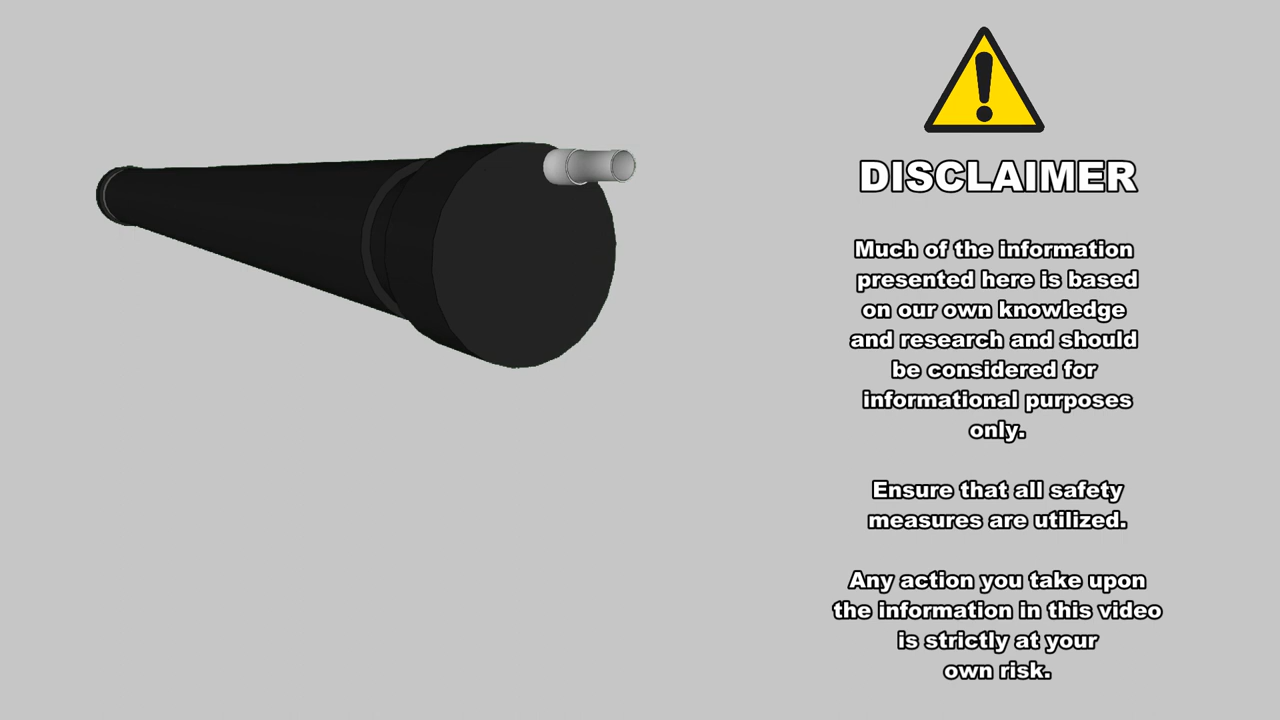 DISCLAIMER
Much of the information
presented here is based
on our own knowledge
and research and should
be considered for
informational purposes
only.
Ensure that all safety
measures are utilized.
Any action you take upon
the information in this video
is strictly at your
own risk.